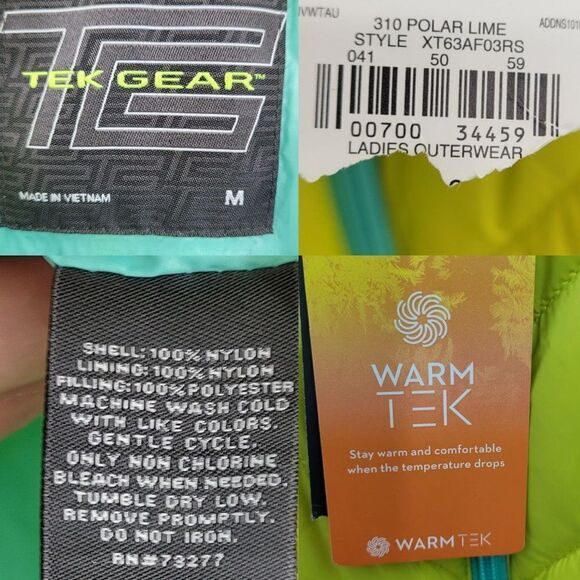 TEK GEAR™
MADE IN VIETNAM
M
VWTAU
ADDNS101
310 POLAR LIME
STYLE XT63AF03RS
041 50 59
00700 34459
LADIES OUTERWEAR
SHELL: 100% NYLON
LINING: 100% NYLON
FILLING: 100% POLYESTER
MACHINE WASH COLD
WITH LIKE COLORS.
GENTLE CYCLE.
ONLY NON CHLORINE
BLEACH WHEN NEEDED.
TUMBLE DRY LOW.
REMOVE PROMPTLY.
DO NOT IRON.
RN#73277
WARM
TEK
Stay warm and comfortable
when the temperature drops
WARMTEK